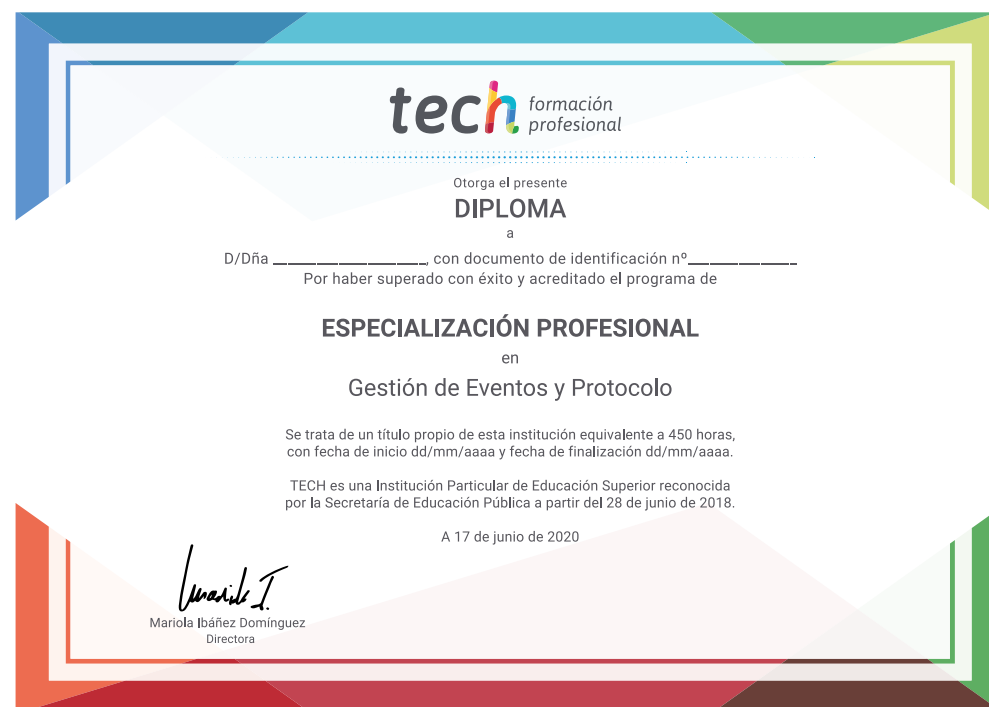 tech formación
profesional
Otorga el presente
DIPLOMA
a
D/Dña ____________________, con documento de identificación nº______________
Por haber superado con éxito y acreditado el programa de
ESPECIALIZACIÓN PROFESIONAL
en
Gestión de Eventos y Protocolo
Se trata de un título propio de esta institución equivalente a 450 horas,
con fecha de inicio dd/mm/aaaa y fecha de finalización dd/mm/aaaa.
TECH es una Institución Particular de Educación Superior reconocida
por la Secretaría de Educación Pública a partir del 28 de junio de 2018.
A 17 de junio de 2020
Mariola Ibáñez Domínguez
Directora